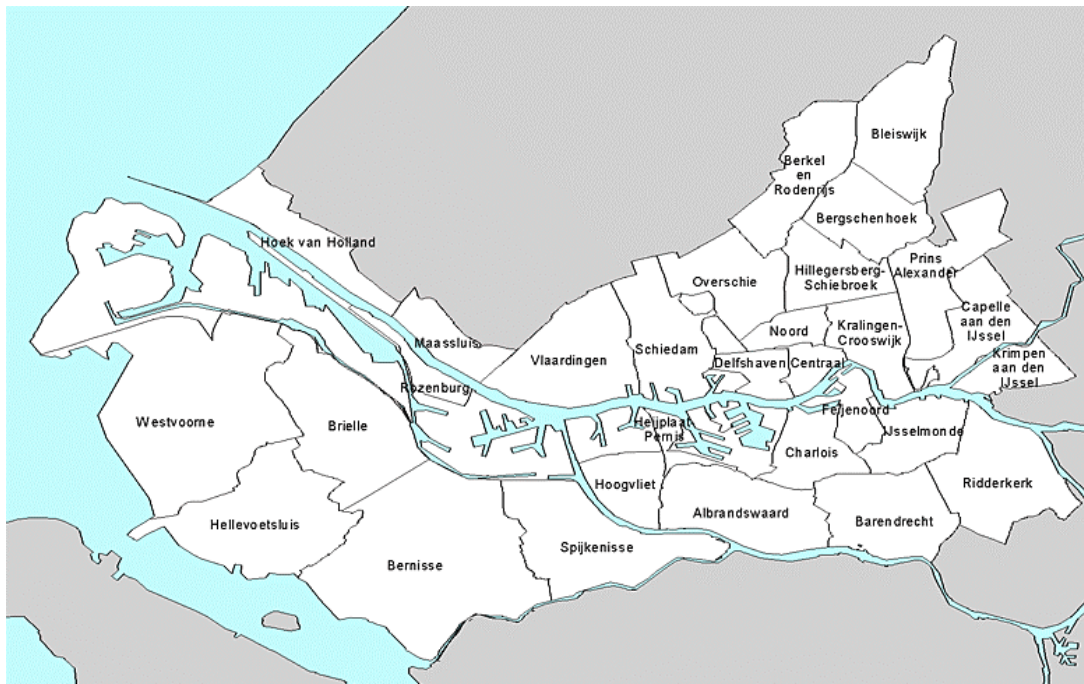 Bleiswijk
Berkel
en
Rodenrijs
Bergschenhoek
Hoek van Holland
Prins
Alexander
Overschie
Hillegersberg-
Schiebroek
Capelle
aan den
IJssel
Noord
Kralingen-
Crooswijk
Maassluis
Schiedam
Vlaardingen
Delfshaven
Centraal
Krimpen
aan den
IJssel
Rozenburg
Feijenoord
Westvoorne
Brielle
Heijplaat
Pernis
IJsselmonde
Charlois
Hoogvliet
Ridderkerk
Albrandswaard
Barendrecht
Hellevoetsluis
Spijkenisse
Bernisse